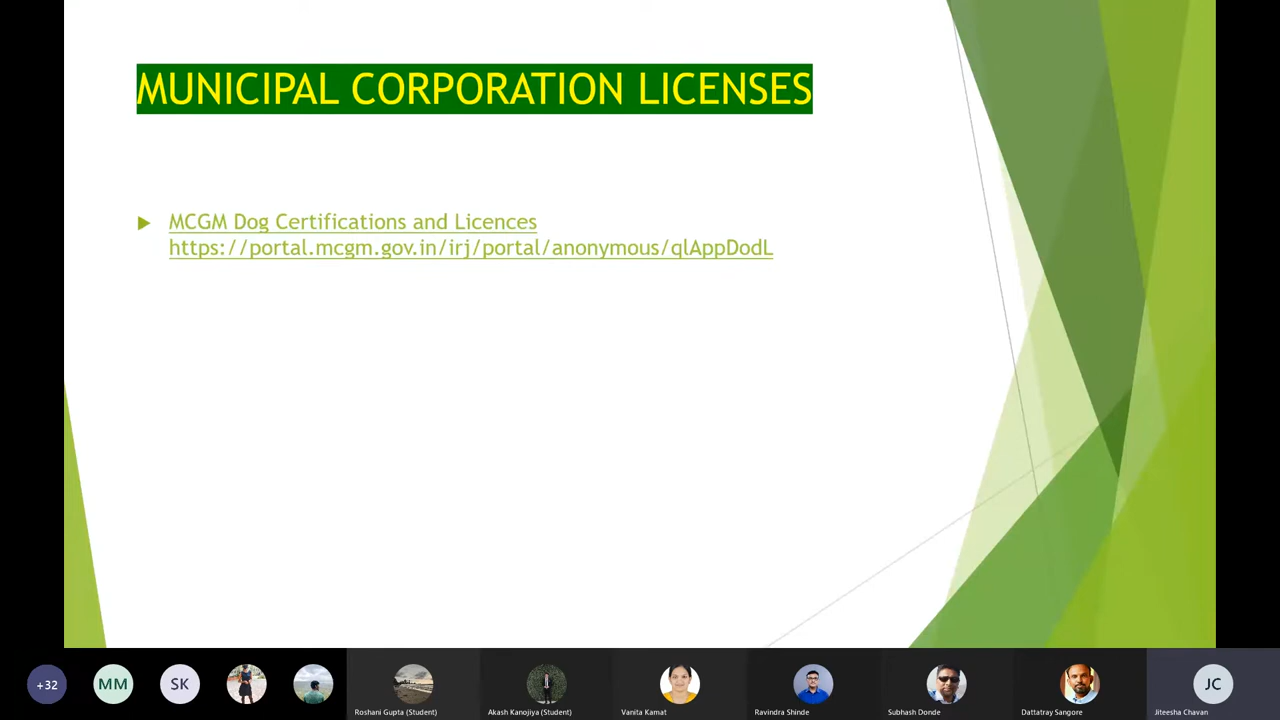 MUNICIPAL CORPORATION LICENSES
MCGM Dog Certifications and Licences
https://portal.mcgm.gov.in/irj/portal/anonymous/qlAppDodL
+32
MM
SK
JC
Roshani Gupta (Student)
Akash Kanojiya (Student)
Vanita Kamat
Ravindra Shinde
Subhash Donde
Dattatray Sangore
Jiteesha Chavan